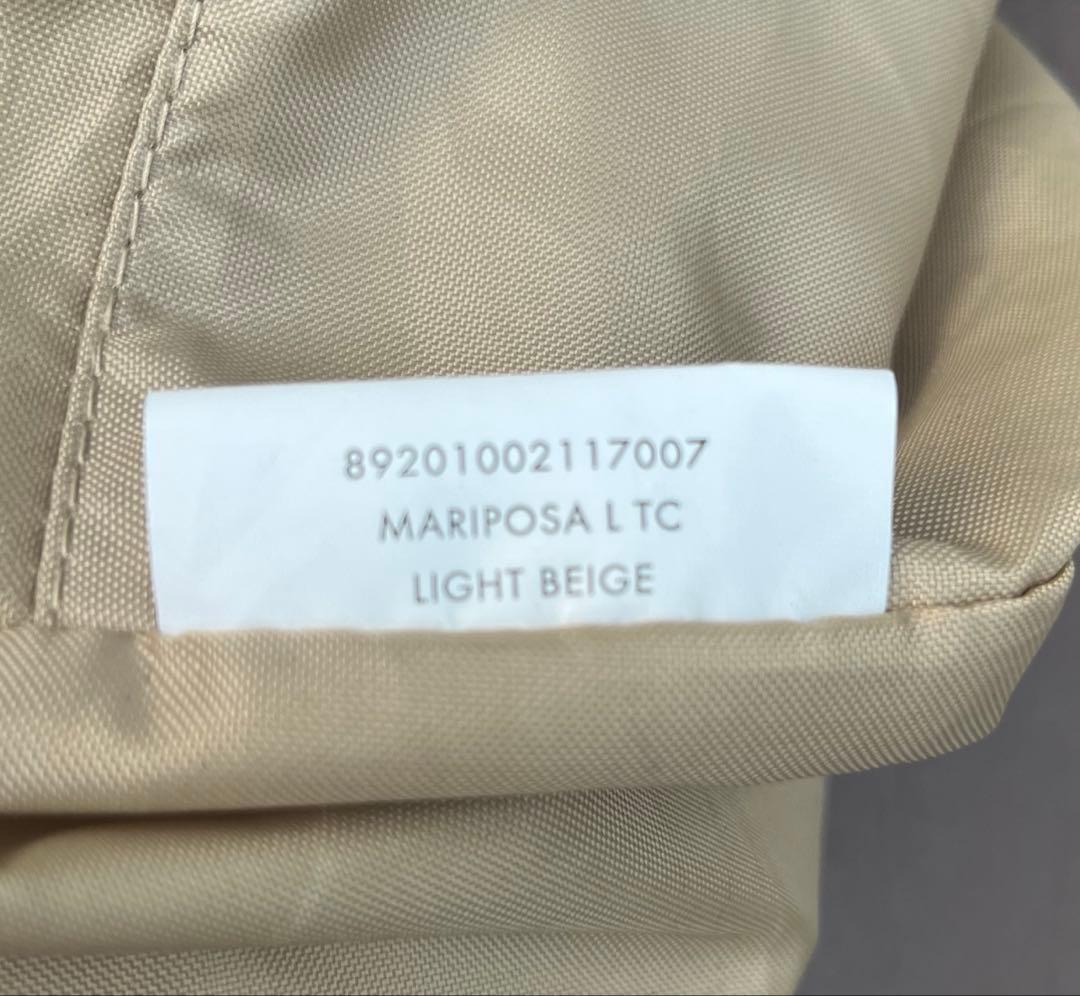 89201002117007
MARIPOSA L TC
LIGHT BEIGE